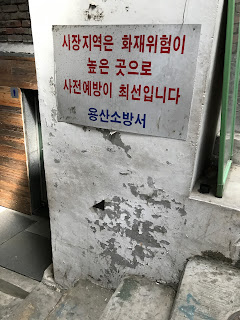 시장지역은 화재위험이
높은 곳으로
사전예방이 최선입니다
용산소방서